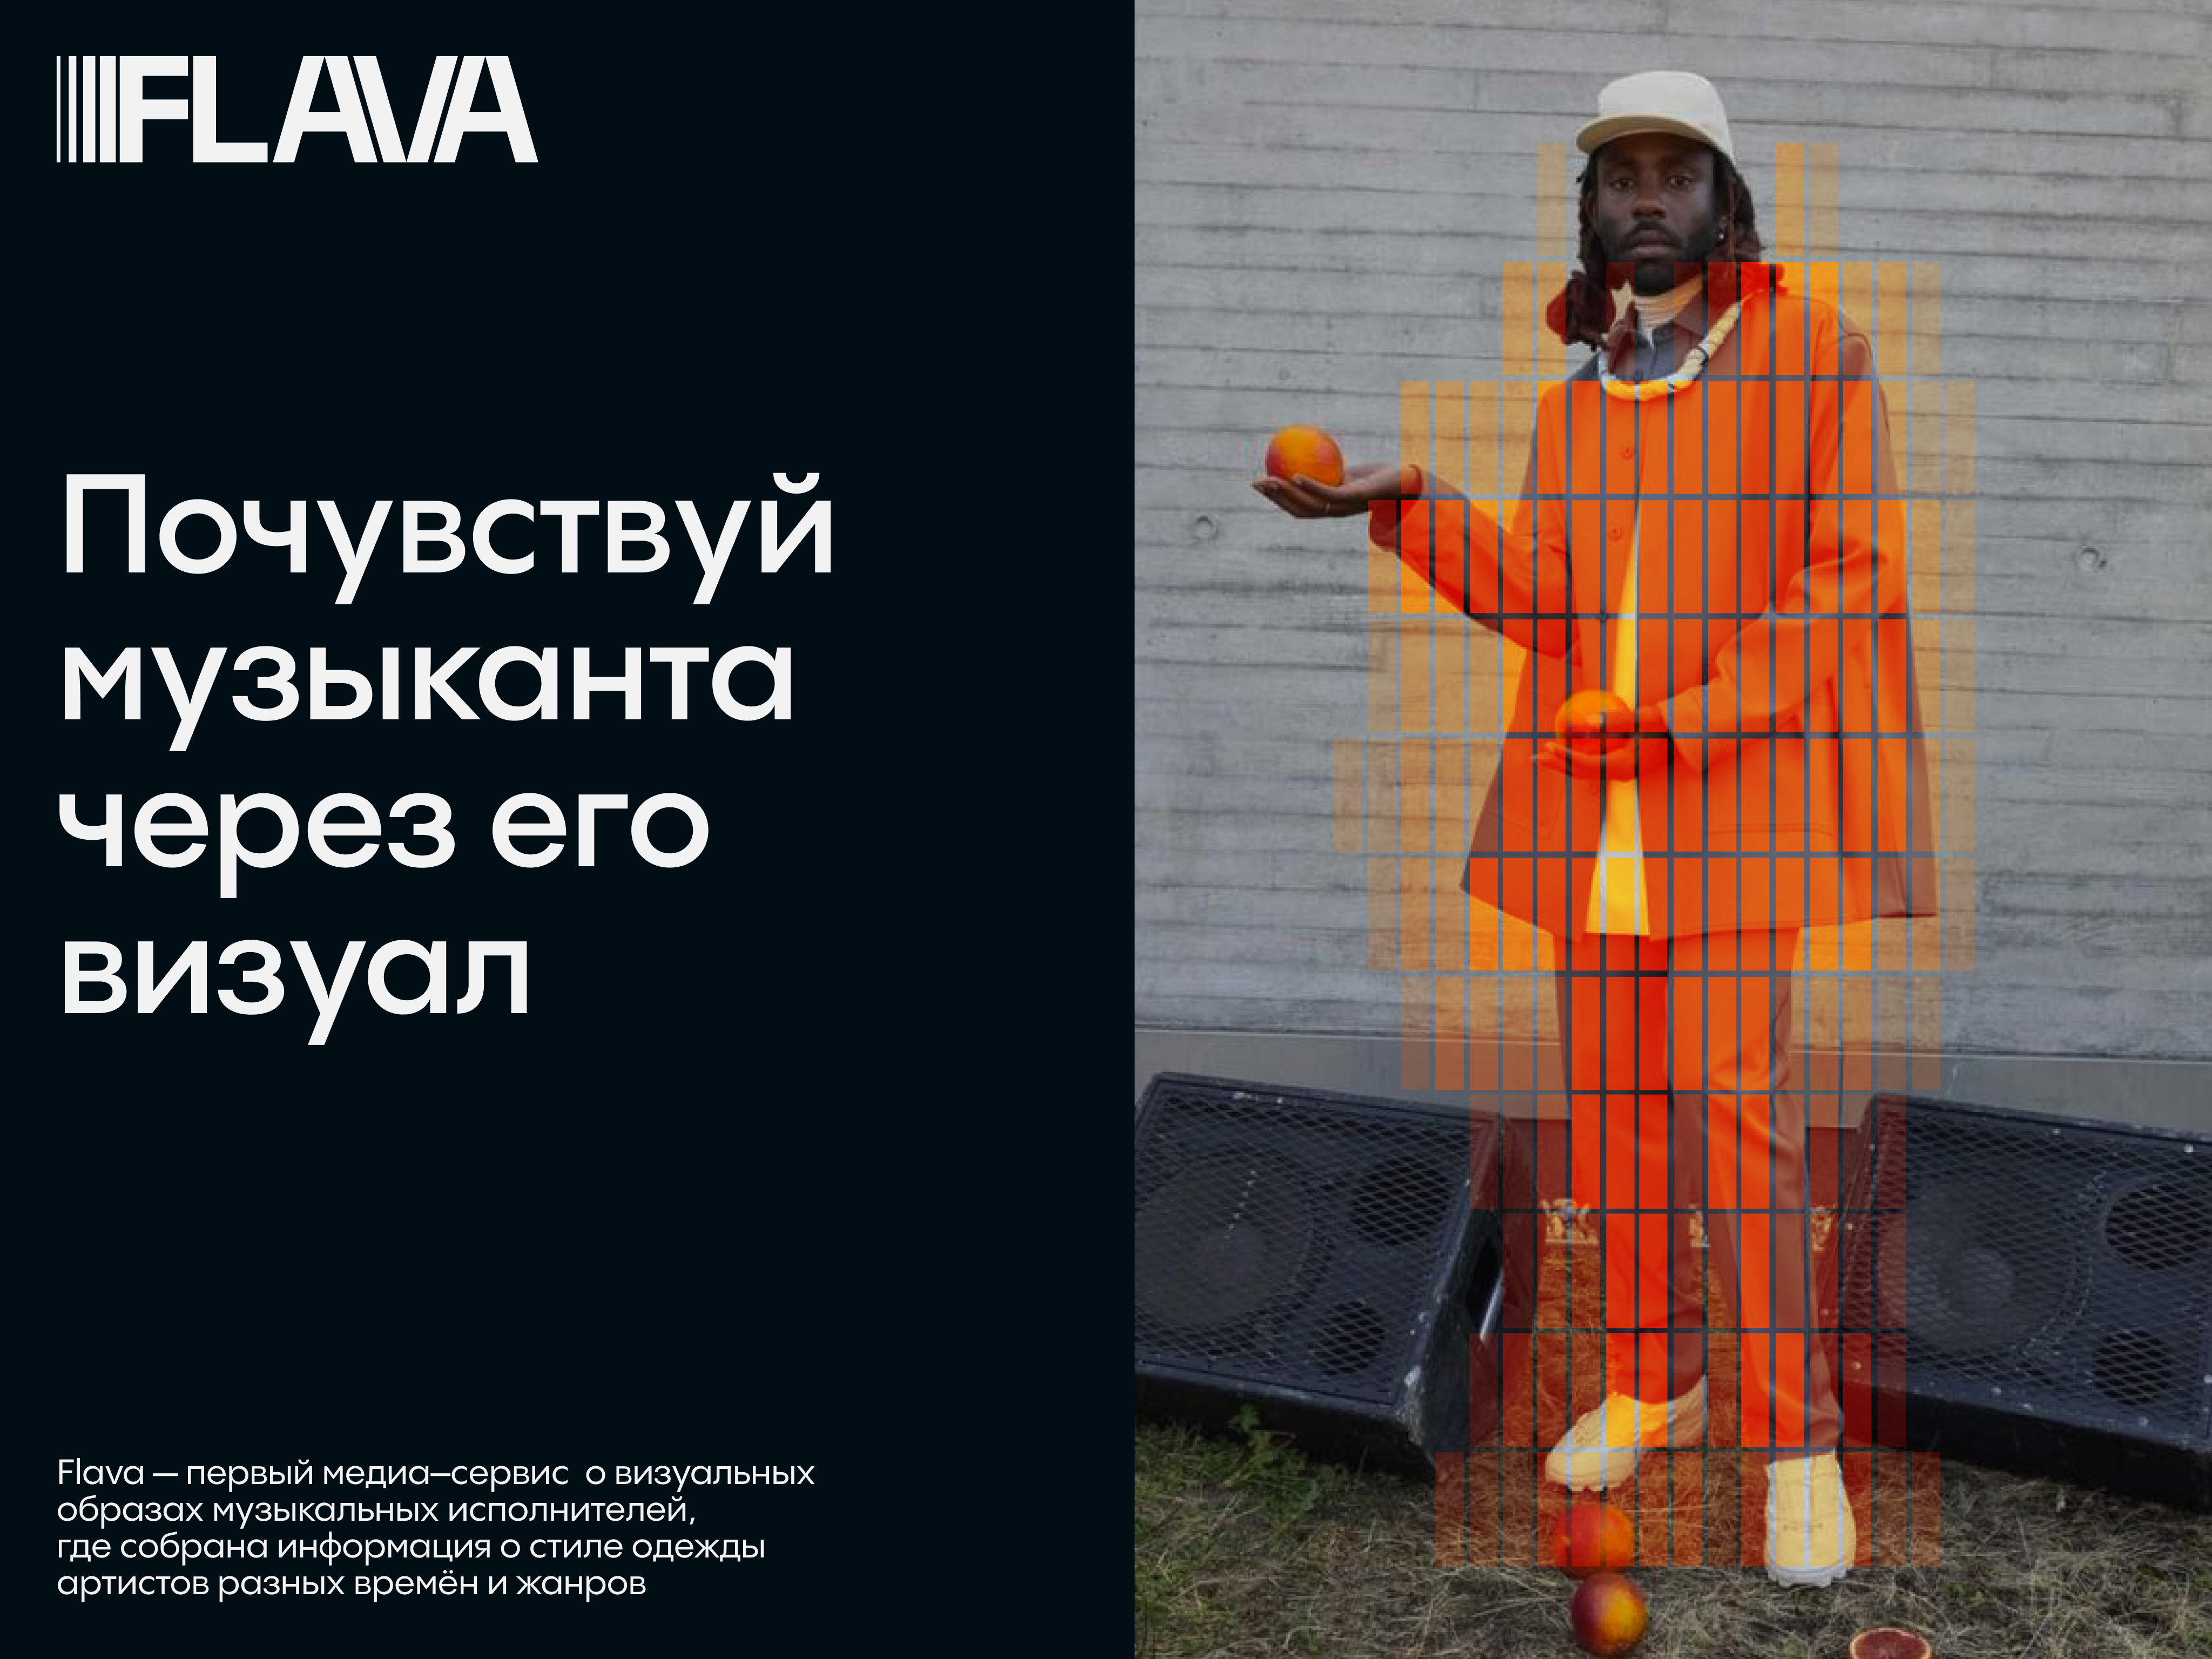 FLAVA
Почувствуй
музыканта
через его
визуал
Flava — первый медиа–сервис  о визуальных
образах музыкальных исполнителей,
где собрана информация о стиле одежды
артистов разных времён и жанров